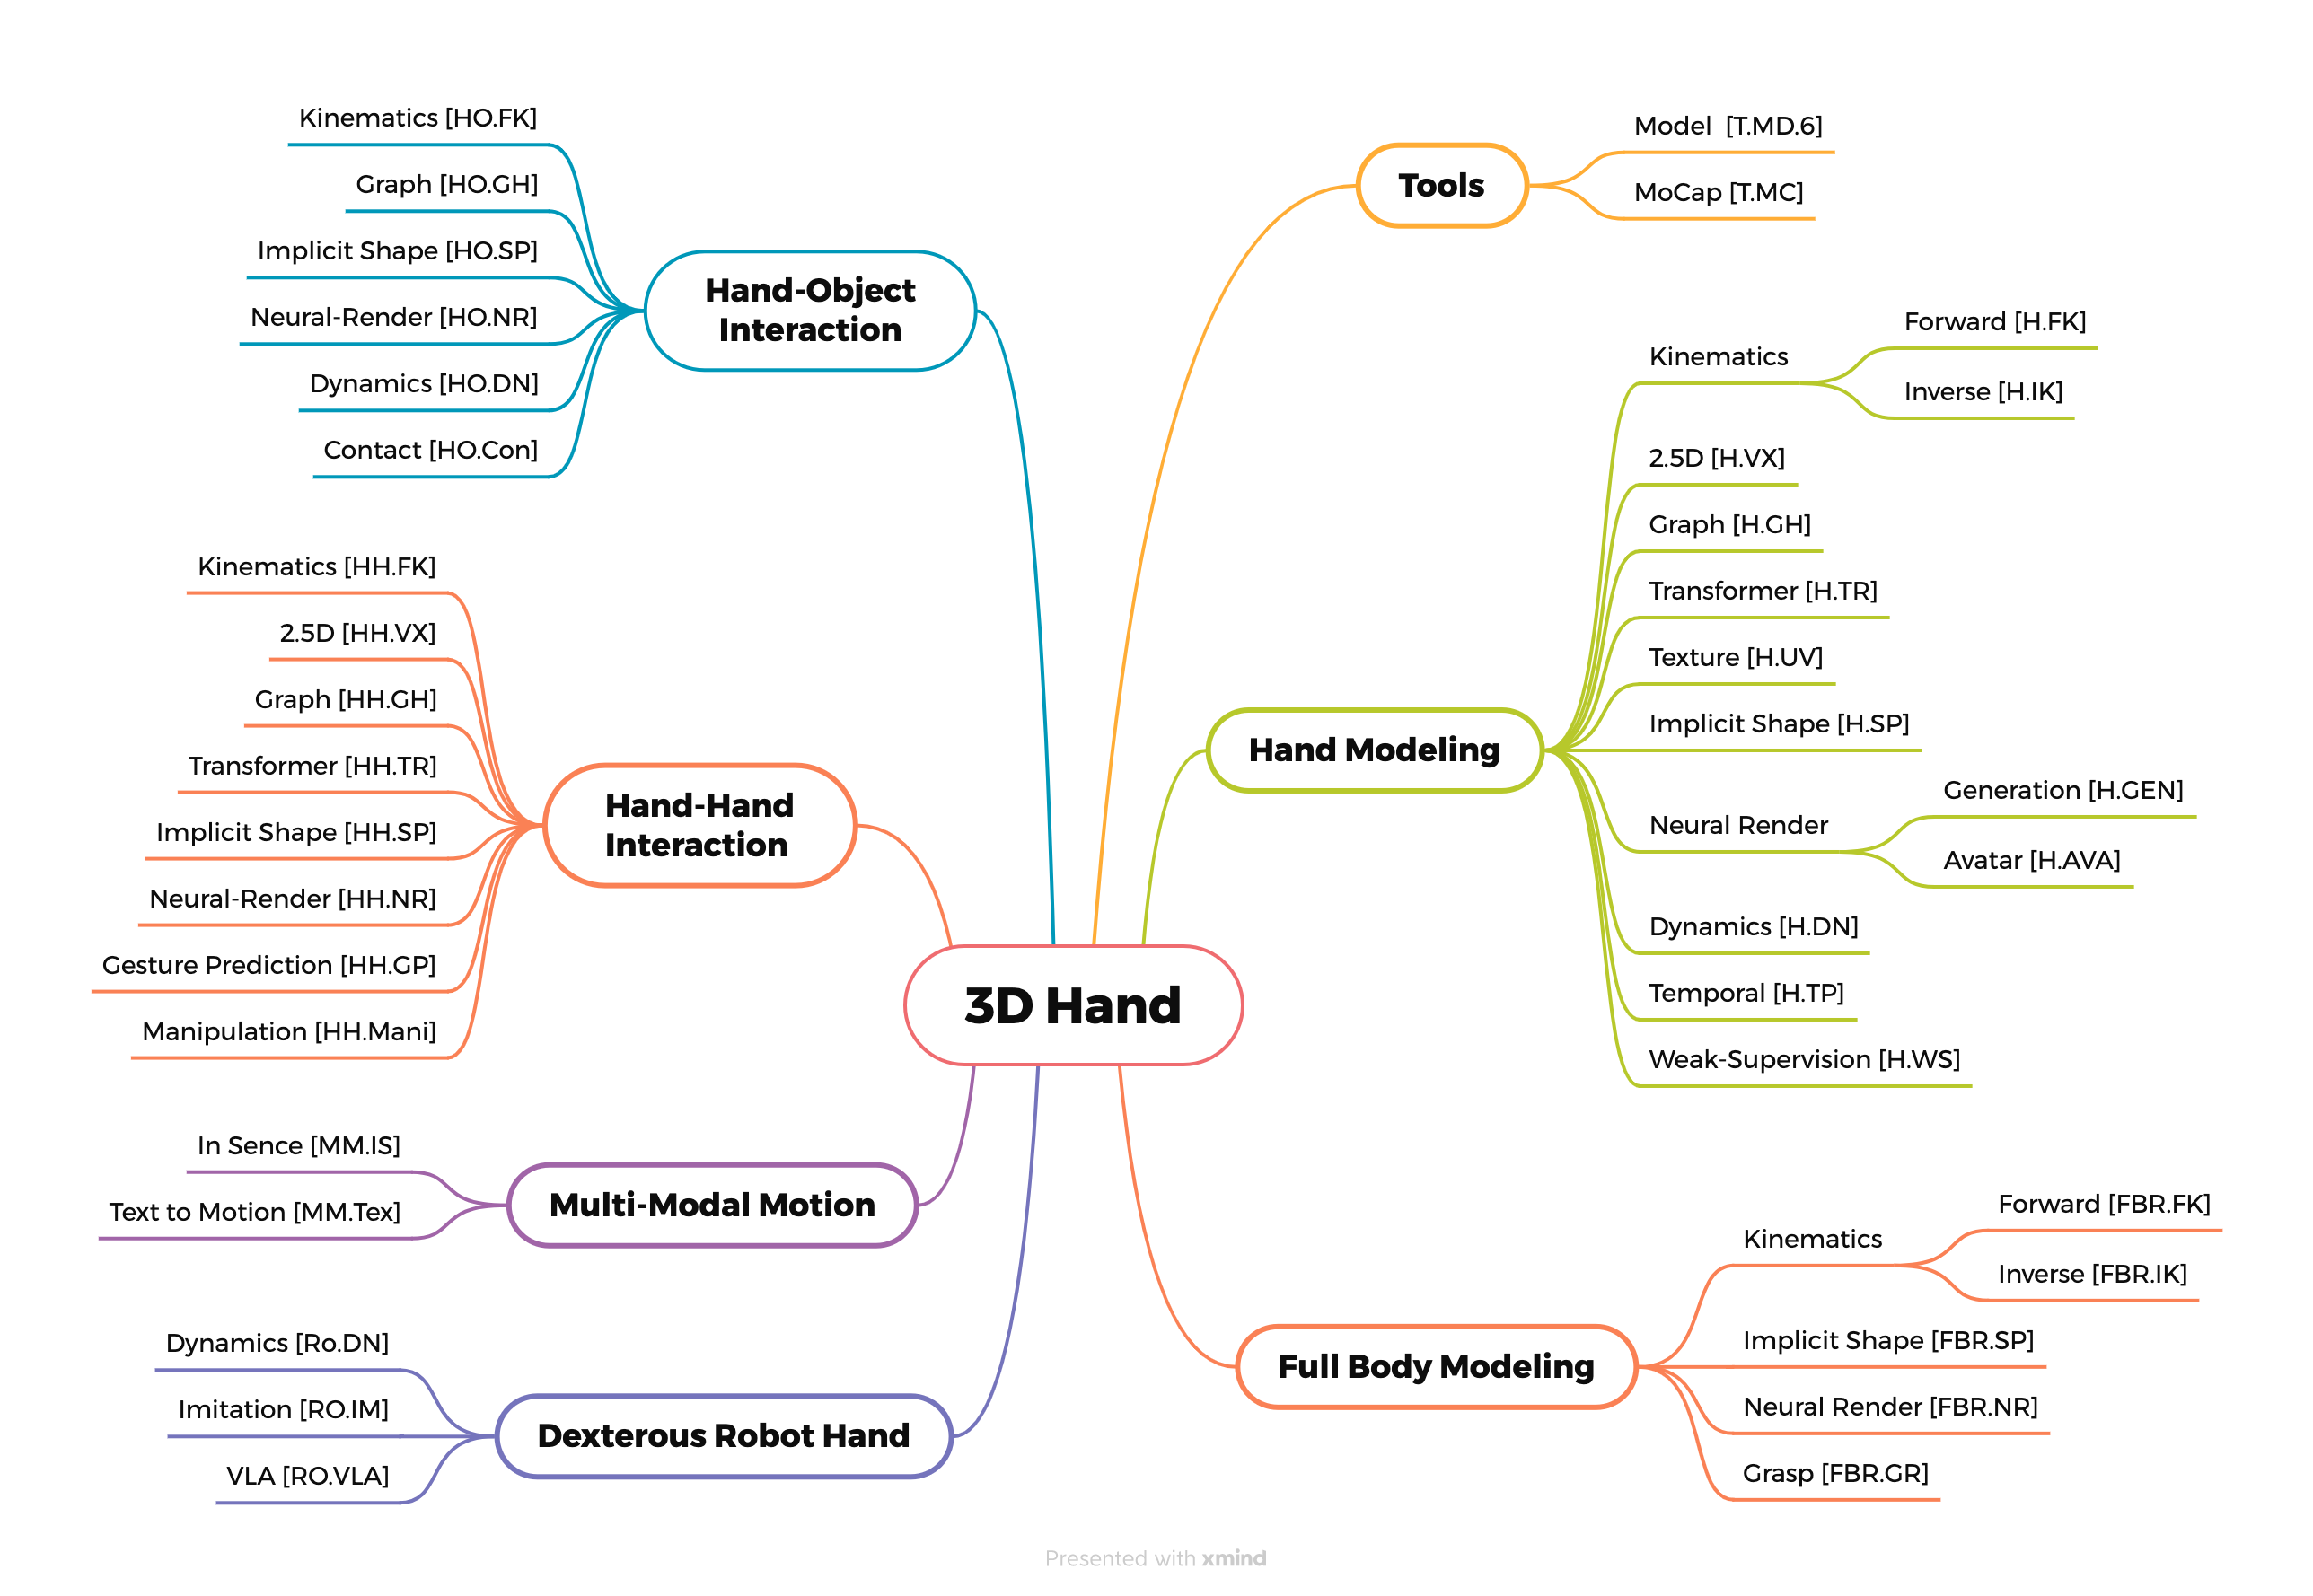 3D Hand
Tools
Model  [T.MD.6]
MoCap [T.MC]
Hand Modeling
Kinematics
Forward [H.FK]
Inverse [H.IK]
2.5D [H.VX]
Graph [H.GH]
Transformer [H.TR]
Texture [H.UV]
Implicit Shape [H.SP]
Neural Render
Generation [H.GEN]
Avatar [H.AVA]
Dynamics [H.DN]
Temporal [H.TP]
Weak-Supervision [H.WS]
Full Body Modeling
Kinematics
Forward [FBR.FK]
Inverse [FBR.IK]
Implicit Shape [FBR.SP]
Neural Render [FBR.NR]
Grasp [FBR.GR]
Hand-Object
Interaction
Kinematics [HO.FK]
Graph [HO.GH]
Implicit Shape [HO.SP]
Neural-Render [HO.NR]
Dynamics [HO.DN]
Contact [HO.Con]
Hand-Hand
Interaction
Kinematics [HH.FK]
2.5D [HH.VX]
Graph [HH.GH]
Transformer [HH.TR]
Implicit Shape [HH.SP]
Neural-Render [HH.NR]
Gesture Prediction [HH.GP]
Manipulation [HH.Mani]
Multi-Modal Motion
In Sence [MM.IS]
Text to Motion [MM.Tex]
Dexterous Robot Hand
Dynamics [Ro.DN]
Imitation [RO.IM]
VLA [RO.VLA]
Presented with xmind